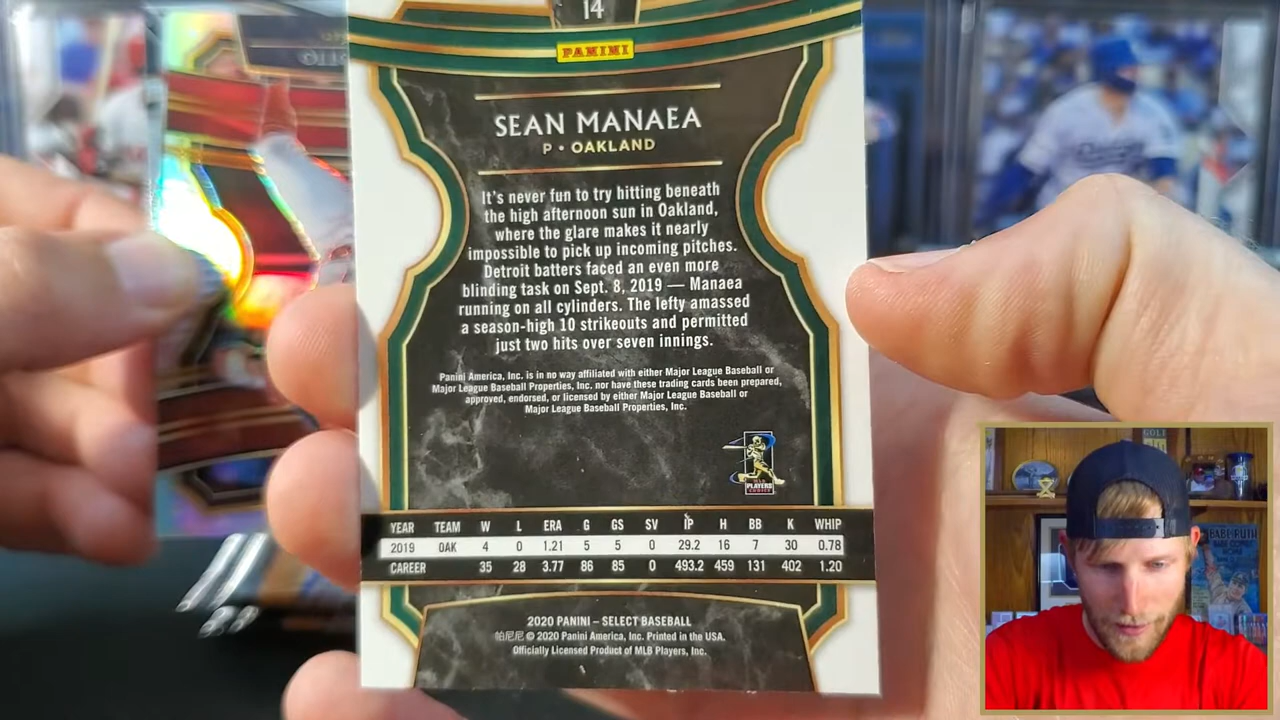 14
PANINI
SEAN MANAEA
P • OAKLAND
It's never fun to try hitting beneath
the high afternoon sun in Oakland,
where the glare makes it nearly
impossible to pick up incoming pitches.
Detroit batters faced an even more
blinding task on Sept. 8, 2019 — Manaea
running on all cylinders. The lefty amassed
a season-high 10 strikeouts and permitted
just two hits over seven innings.
Panini America, Inc. is in no way affiliated with either Major League Baseball or
Major League Baseball Properties, Inc. nor have these trading cards been prepared,
approved, endorsed, or licensed by either Major League Baseball or
Major League Baseball Properties, Inc.
PLAYERS
YEAR TEAM W L ERA G GS SV IP H BB K WHIP
2019 OAK 4 0 1.21 5 5 0 29.2 16 7 30 0.78
CAREER 35 28 3.77 86 85 0 493.2 459 131 402 1.20
2020 PANINI – SELECT BASEBALL
帕尼尼 © 2020 Panini America, Inc. Printed in the USA.
Officially Licensed Product of MLB Players, Inc.
GOLF
BABE RUTH